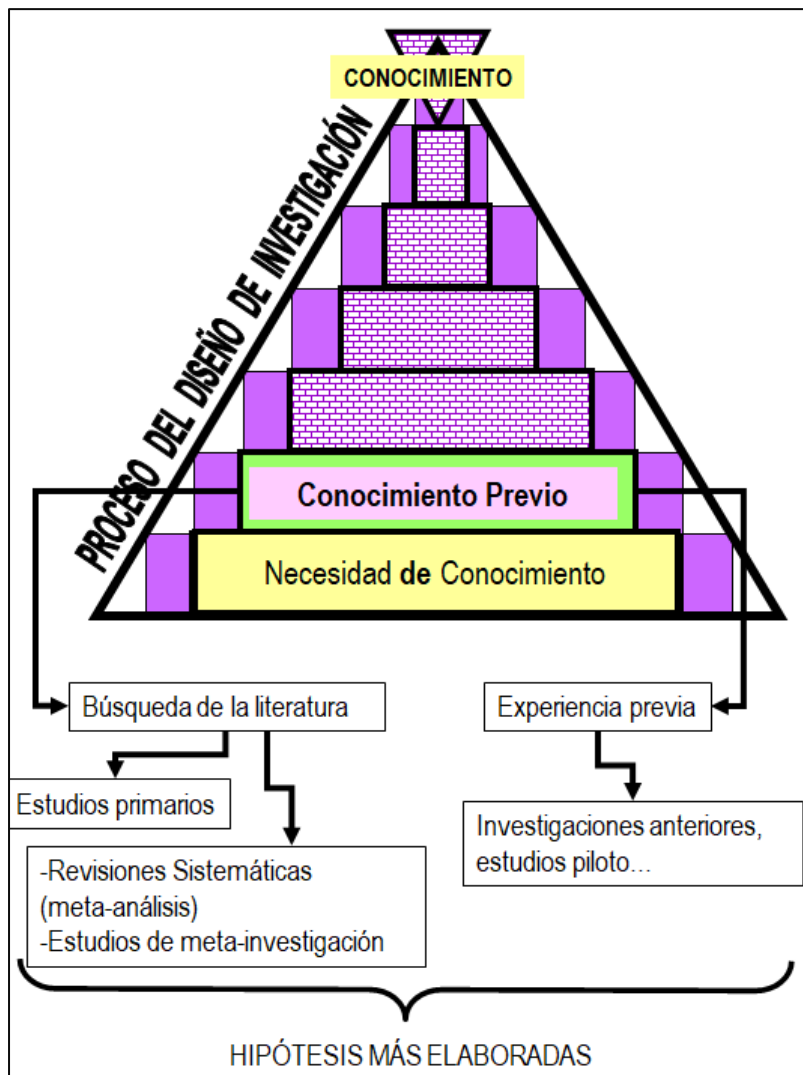 CONOCIMIENTO
PROCESO DEL DISEÑO DE INVESTIGACIÓN
Conocimiento Previo
Necesidad de Conocimiento
Búsqueda de la literatura
Experiencia previa
Estudios primarios
Investigaciones anteriores,
estudios piloto...
-Revisiones Sistemáticas
(meta-análisis)
-Estudios de meta-investigación
HIPÓTESIS MÁS ELABORADAS